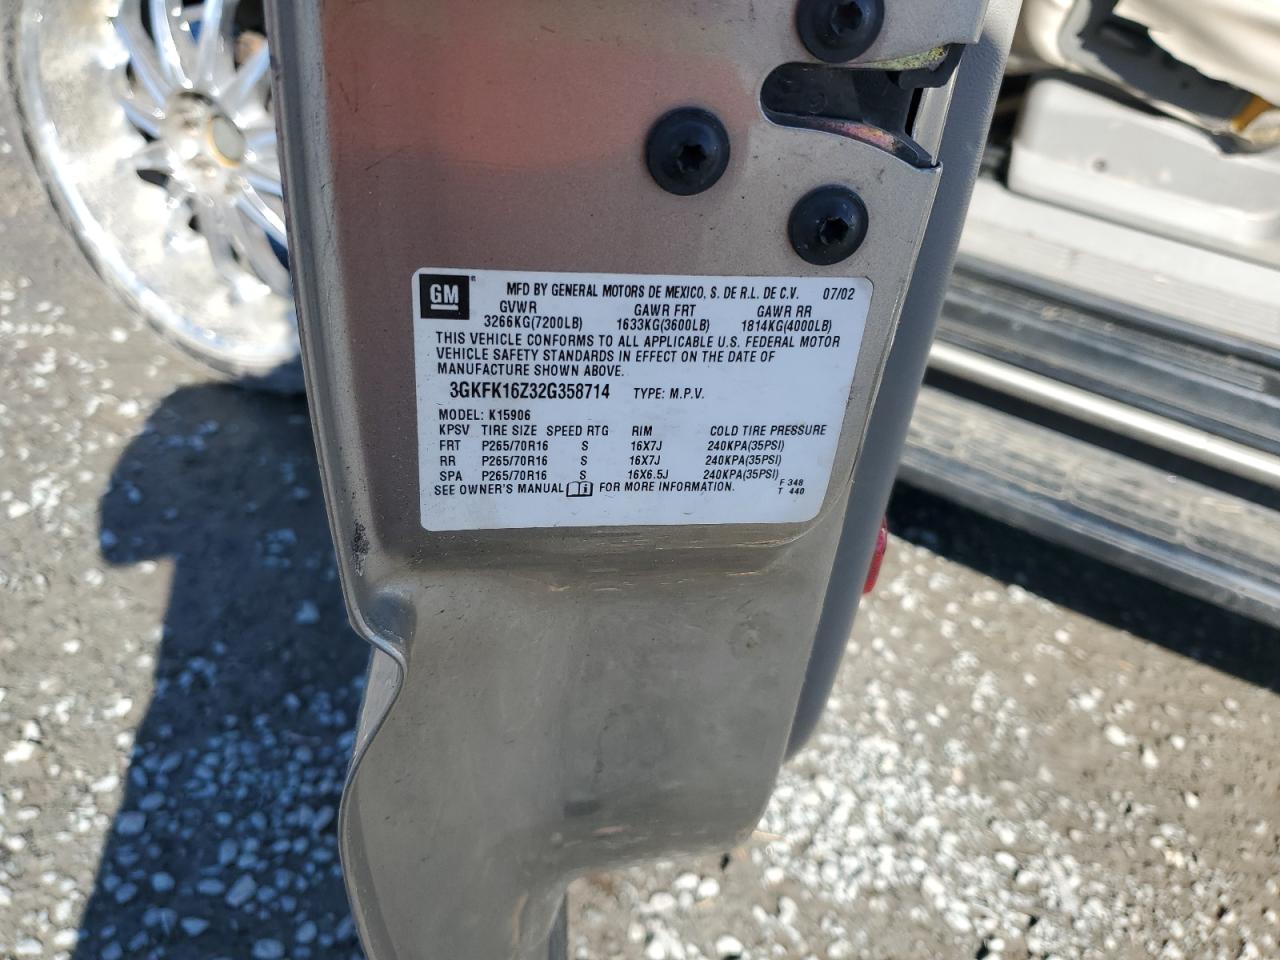 GM ® MFD BY GENERAL MOTORS DE MEXICO, S. DE R.L. DE C.V. 07/02
GVWR GAWR FRT GAWR RR
3266KG(7200LB) 1633KG(3600LB) 1814KG(4000LB)
THIS VEHICLE CONFORMS TO ALL APPLICABLE U.S. FEDERAL MOTOR
VEHICLE SAFETY STANDARDS IN EFFECT ON THE DATE OF
MANUFACTURE SHOWN ABOVE.
3GKFK16Z32G358714 TYPE: M.P.V.
MODEL: K15906
KPSV TIRE SIZE SPEED RTG RIM COLD TIRE PRESSURE
FRT P265/70R16 S 16X7J 240KPA(35PSI)
RR P265/70R16 S 16X7J 240KPA(35PSI)
SPA P265/70R16 S 16X6.5J 240KPA(35PSI)
SEE OWNER'S MANUAL i FOR MORE INFORMATION. F 348
T 440